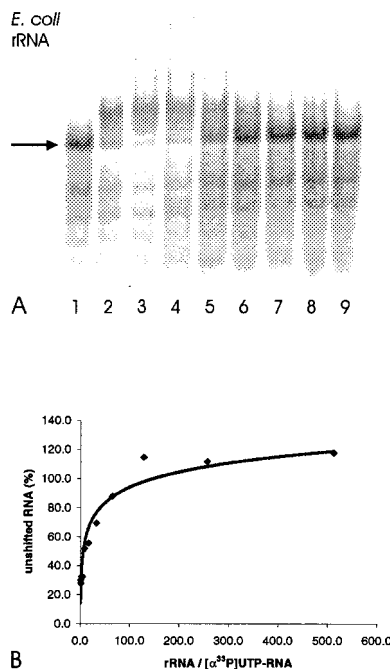 E. coli
rRNA
A 1 2 3 4 5 6 7 8 9
140.0
120.0
100.0
80.0
60.0
40.0
20.0
0.0
unshifted RNA (%)
0.0 100.0 200.0 300.0 400.0 500.0 600.0
rRNA / [α³³P]UTP-RNA
B